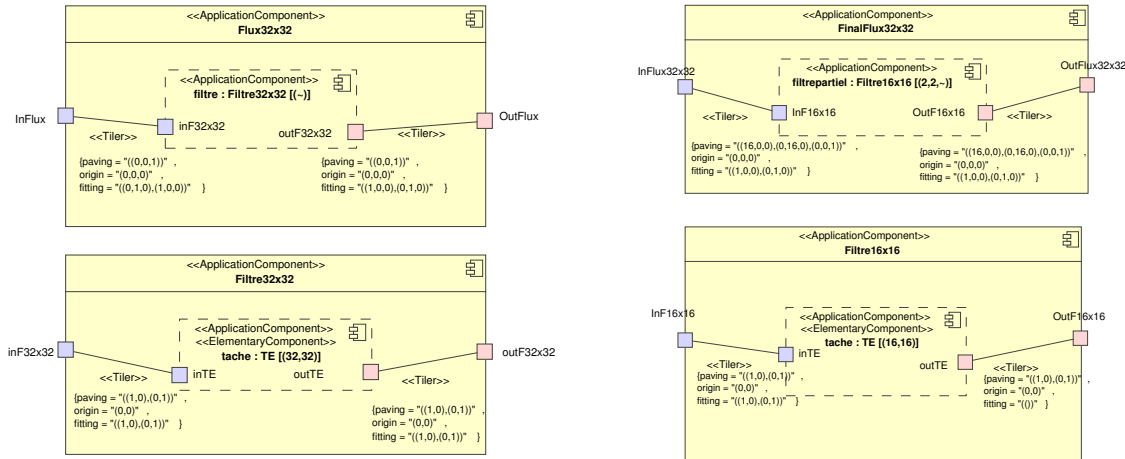 <<ApplicationComponent>>
Flux32x32
<<ApplicationComponent>>
filtre : Filtre32x32 [(~)]
InFlux
inF32x32
outF32x32
OutFlux
<<Tiler>>
<<Tiler>>
{paving = "((0,0,1))" ,
origin = "(0,0,0)" ,
fitting = "((0,1,0),(1,0,0))" }
{paving = "((0,0,1))" ,
origin = "(0,0,0)" ,
fitting = "((1,0,0),(0,1,0))" }
<<ApplicationComponent>>
FinalFlux32x32
<<ApplicationComponent>>
filtrepartiel : Filtre16x16 [(2,2,~)]
InFlux32x32
OutFlux32x32
InF16x16
OutF16x16
<<Tiler>>
<<Tiler>>
{paving = "((16,0,0),(0,16,0),(0,0,1))" ,
origin = "(0,0,0)" ,
fitting = "((1,0,0),(0,1,0))" }
{paving = "((16,0,0),(0,16,0),(0,0,1))" ,
origin = "(0,0,0)" ,
fitting = "((1,0,0),(0,1,0))" }
<<ApplicationComponent>>
Filtre32x32
<<ApplicationComponent>>
<<ElementaryComponent>>
tache : TE [(32,32)]
inF32x32
inTE
outTE
outF32x32
<<Tiler>>
<<Tiler>>
{paving = "((1,0),(0,1))" ,
origin = "(0,0)" ,
fitting = "((1,0),(0,1))" }
{paving = "((1,0),(0,1))" ,
origin = "(0,0)" ,
fitting = "((1,0),(0,1))" }
<<ApplicationComponent>>
Filtre16x16
<<ApplicationComponent>>
<<ElementaryComponent>>
tache : TE [(16,16)]
InF16x16
OutF16x16
inTE
outTE
<<Tiler>>
<<Tiler>>
{paving = "((1,0),(0,1))" ,
origin = "(0,0)" ,
fitting = "((1,0),(0,1))" }
{paving = "((1,0),(0,1))" ,
origin = "(0,0)" ,
fitting = "(())" }